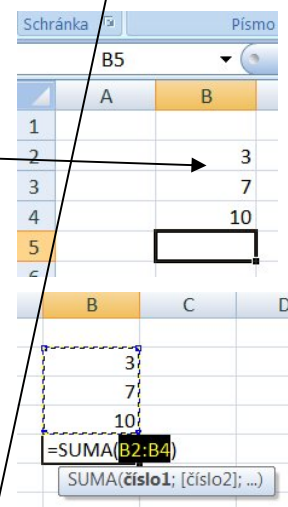 Schránka Písmo
B5
A B
1
2 3
3 7
4 10
5
6
B C D
3
7
10
=SUMA(B2:B4)
SUMA(číslo1; [číslo2]; ...)